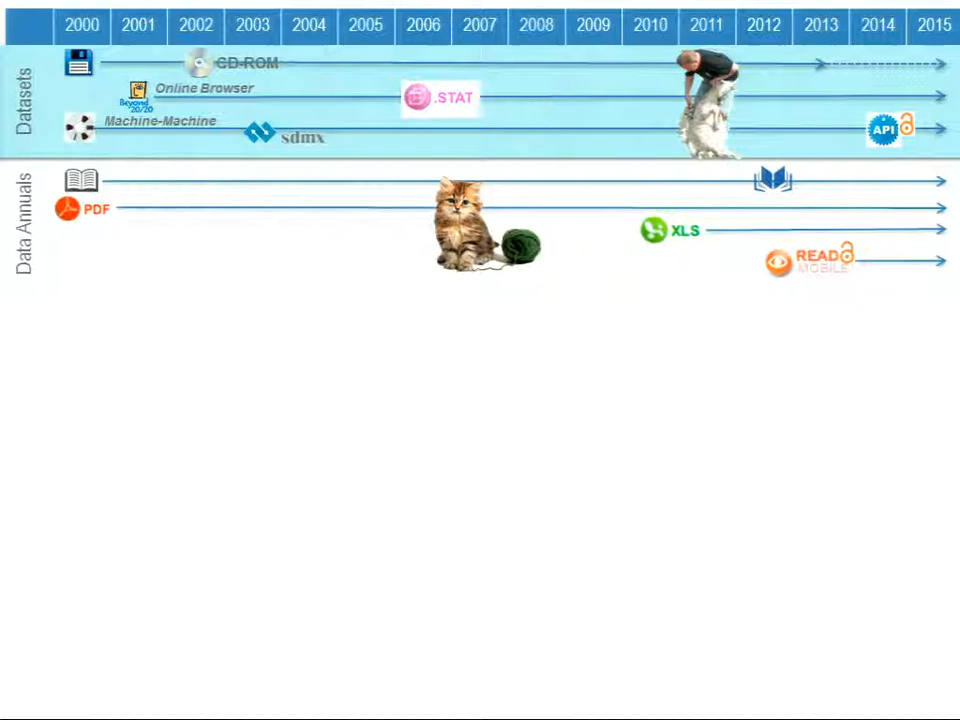 2000 2001 2002 2003 2004 2005 2006 2007 2008 2009 2010 2011 2012 2013 2014 2015
Datasets
CD-ROM
Online Browser
Beyond
20/20
.STAT
Machine-Machine
sdmx
API
Data Annuals
PDF
XLS
READ
MOBILE